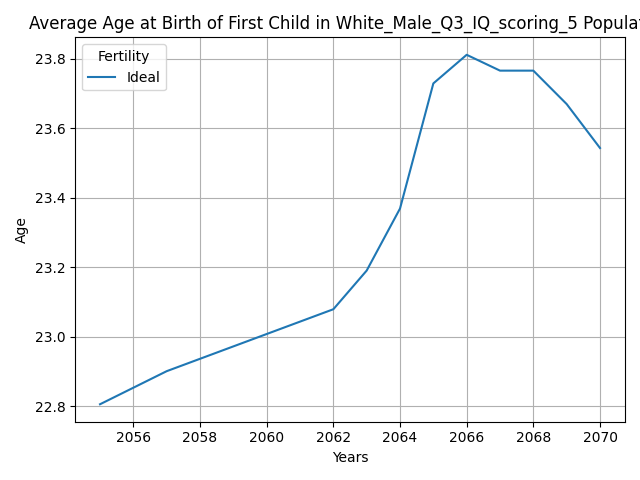 Average Age at Birth of First Child in White_Male_Q3_IQ_scoring_5 Populat
Fertility
Ideal
23.8
23.6
23.4
23.2
23.0
22.8
Age
2056 2058 2060 2062 2064 2066 2068 2070
Years